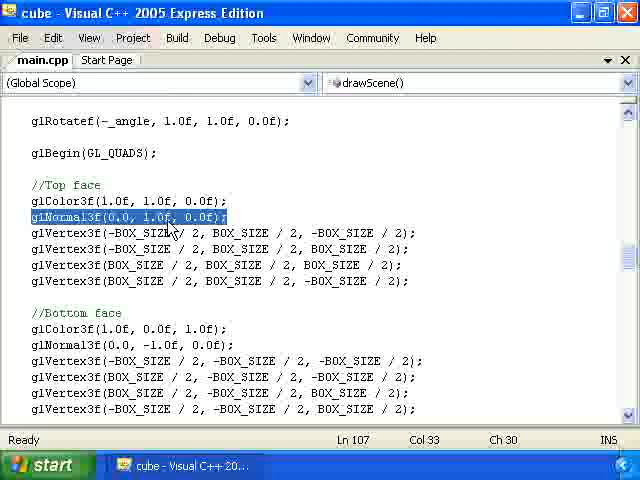 cube - Visual C++ 2005 Express Edition
File Edit View Project Build Debug Tools Window Community Help
main.cpp Start Page
(Global Scope) drawScene()
glRotatef(-_angle, 1.0f, 1.0f, 0.0f);
glBegin(GL_QUADS);
//Top face
glColor3f(1.0f, 1.0f, 0.0f);
glNormal3f(0.0, 1.0f, 0.0f);
glVertex3f(-BOX_SIZE / 2, BOX_SIZE / 2, -BOX_SIZE / 2);
glVertex3f(-BOX_SIZE / 2, BOX_SIZE / 2, BOX_SIZE / 2);
glVertex3f(BOX_SIZE / 2, BOX_SIZE / 2, BOX_SIZE / 2);
glVertex3f(BOX_SIZE / 2, BOX_SIZE / 2, -BOX_SIZE / 2);
//Bottom face
glColor3f(1.0f, 0.0f, 1.0f);
glNormal3f(0.0, -1.0f, 0.0f);
glVertex3f(-BOX_SIZE / 2, -BOX_SIZE / 2, -BOX_SIZE / 2);
glVertex3f(BOX_SIZE / 2, -BOX_SIZE / 2, -BOX_SIZE / 2);
glVertex3f(BOX_SIZE / 2, -BOX_SIZE / 2, BOX_SIZE / 2);
glVertex3f(-BOX_SIZE / 2, -BOX_SIZE / 2, BOX_SIZE / 2);
Ready Ln 107 Col 33 Ch 30 INS
start cube - Visual C++ 20...